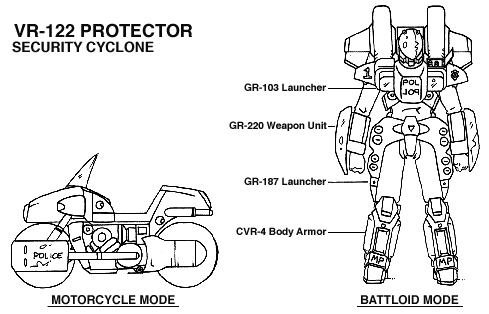 VR-122 PROTECTOR
SECURITY CYCLONE
GR-103 Launcher
GR-220 Weapon Unit
GR-187 Launcher
CVR-4 Body Armor
1
POL
POLICE
MP
MP
MOTORCYCLE MODE
BATTLOID MODE